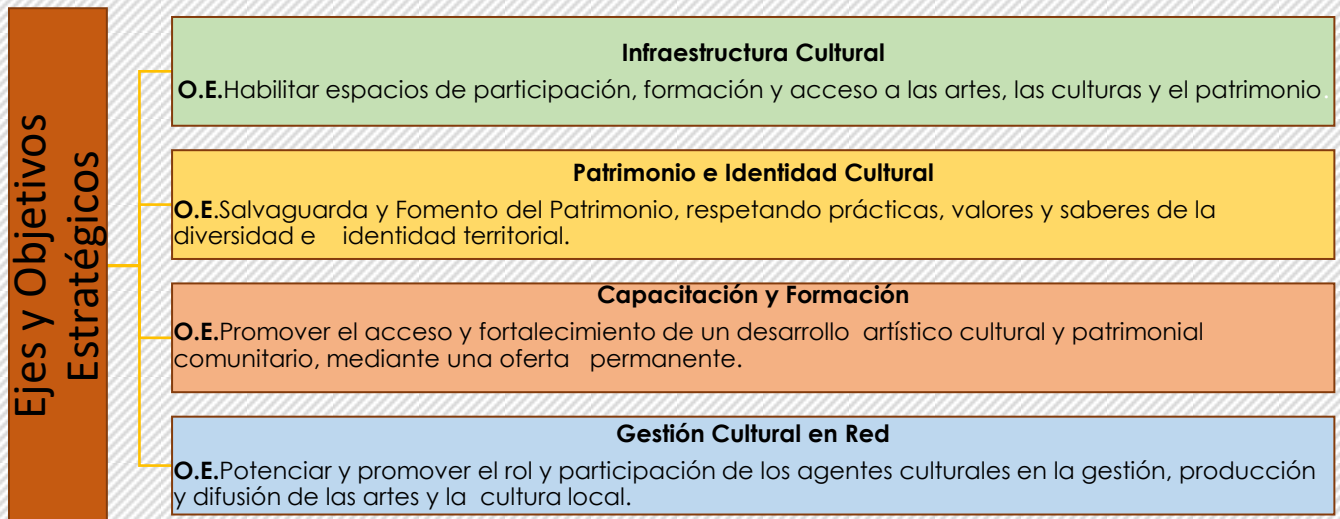 Ejes y Objetivos
Estratégicos
Infraestructura Cultural
O.E.Habilitar espacios de participación, formación y acceso a las artes, las culturas y el patrimonio.
Patrimonio e Identidad Cultural
O.E.Salvaguarda y Fomento del Patrimonio, respetando prácticas, valores y saberes de la
diversidad e identidad territorial.
Capacitación y Formación
O.E.Promover el acceso y fortalecimiento de un desarrollo artístico cultural y patrimonial
comunitario, mediante una oferta permanente.
Gestión Cultural en Red
O.E.Potenciar y promover el rol y participación de los agentes culturales en la gestión, producción
y difusión de las artes y la cultura local.